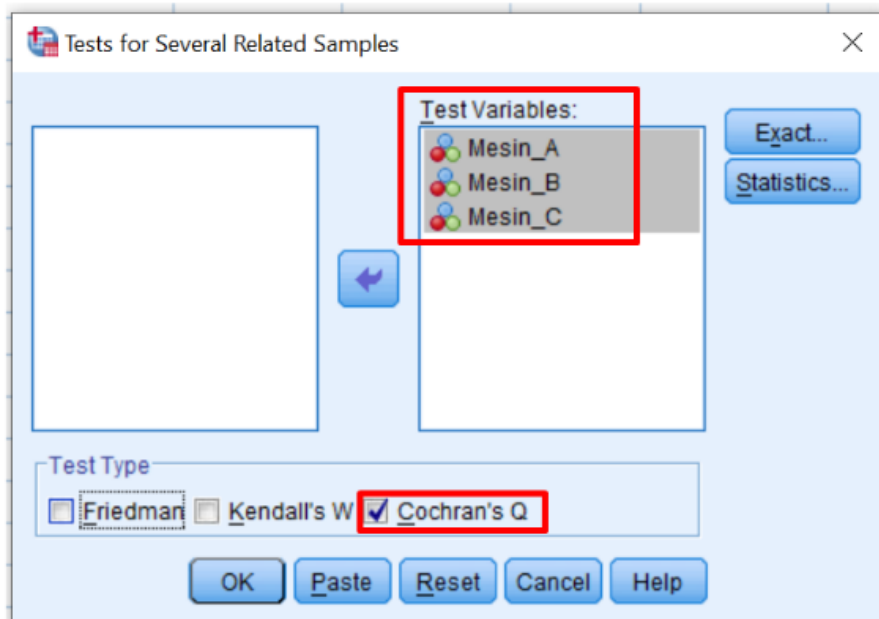 Tests for Several Related Samples
Test Variables:
Mesin_A
Mesin_B
Mesin_C
Exact...
Statistics...
Test Type
Friedman Kendall's W Cochran's Q
OK Paste Reset Cancel Help